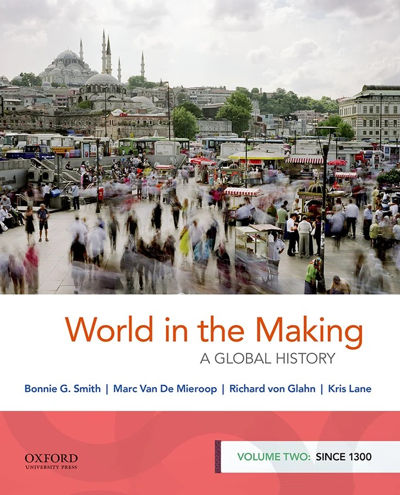 World in the Making
A GLOBAL HISTORY
Bonnie G. Smith | Marc Van De Mieroop | Richard von Glahn | Kris Lane
OXFORD
UNIVERSITY PRESS
VOLUME TWO: SINCE 1300